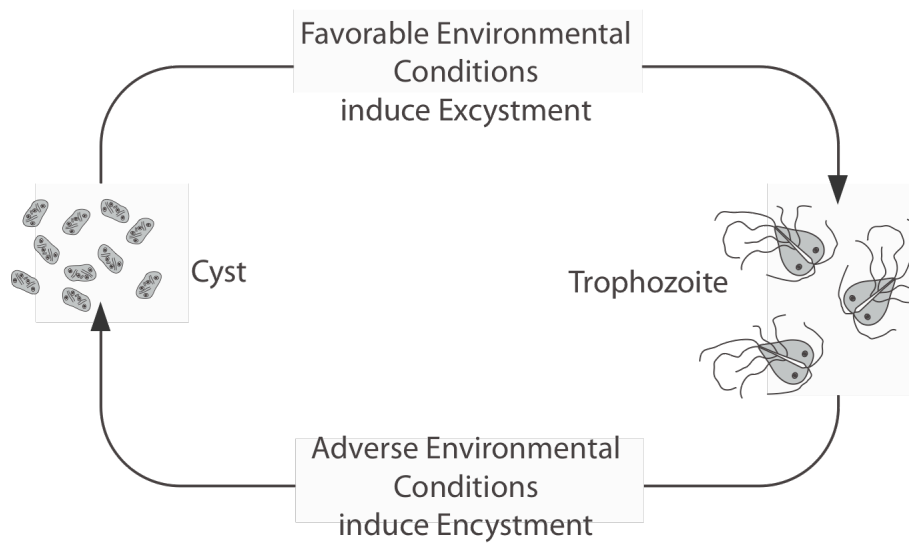 Favorable Environmental
Conditions
induce Excystment
Cyst
Trophozoite
Adverse Environmental
Conditions
induce Encystment